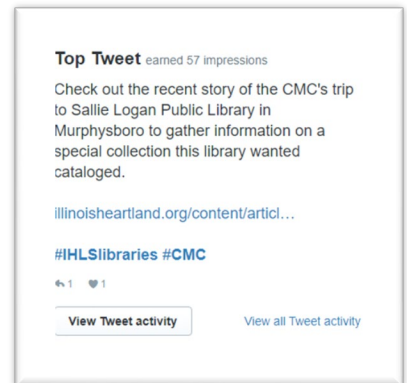 Top Tweet earned 57 impressions
Check out the recent story of the CMC's trip
to Sallie Logan Public Library in
Murphysboro to gather information on a
special collection this library wanted
cataloged.
illinoisheartland.org/content/articl…
#IHLSlibraries #CMC
1 1
View Tweet activity View all Tweet activity